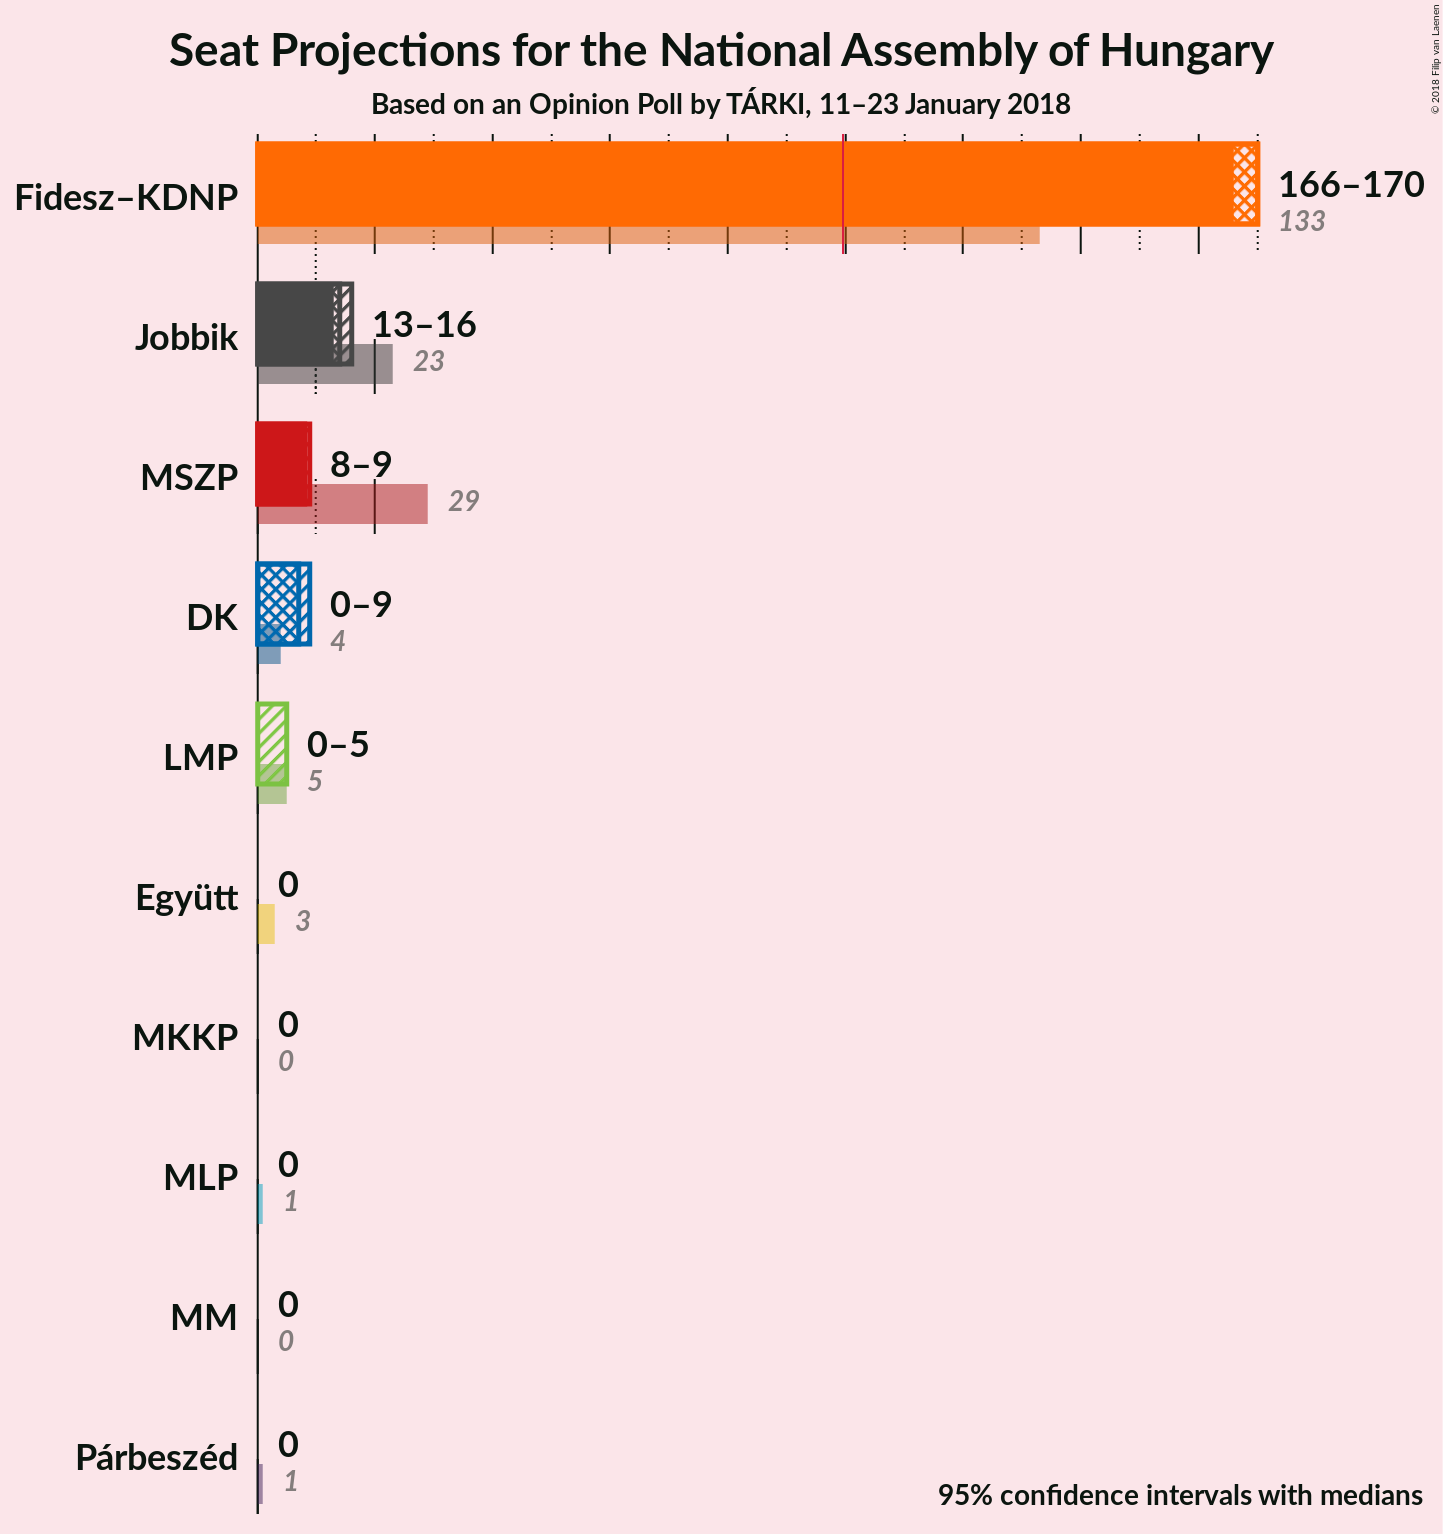 Seat Projections for the National Assembly of Hungary
Based on an Opinion Poll by TÁRKI, 11–23 January 2018
© 2018 Filip van Laenen
Fidesz–KDNP
166–170
133
Jobbik
13–16
23
MSZP
8–9
29
DK
0–9
4
LMP
0–5
5
Együtt
0
3
MKKP
0
0
MLP
0
1
MM
0
0
Párbeszéd
0
1
95% confidence intervals with medians